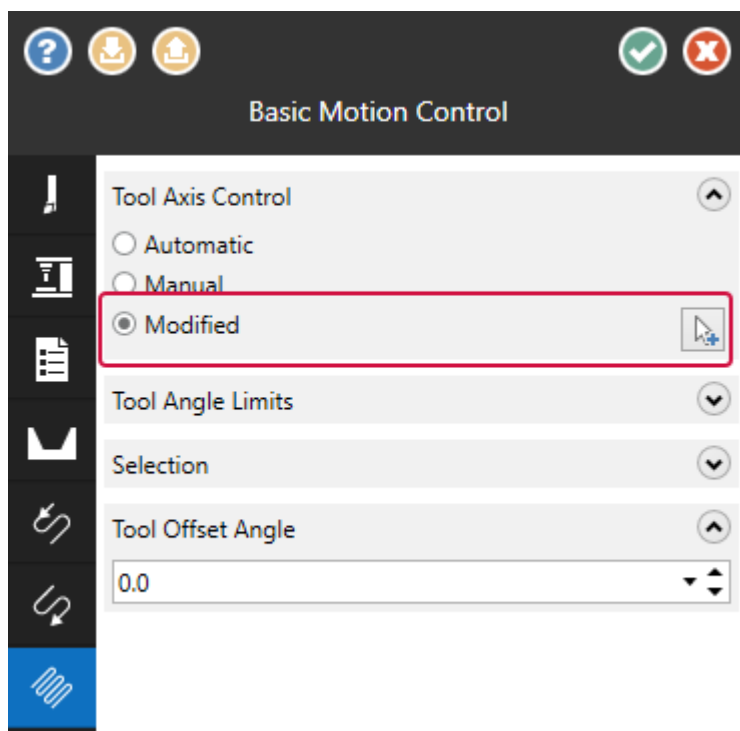 Basic Motion Control
Tool Axis Control
Automatic
Manual
Modified
Tool Angle Limits
Selection
Tool Offset Angle
0.0